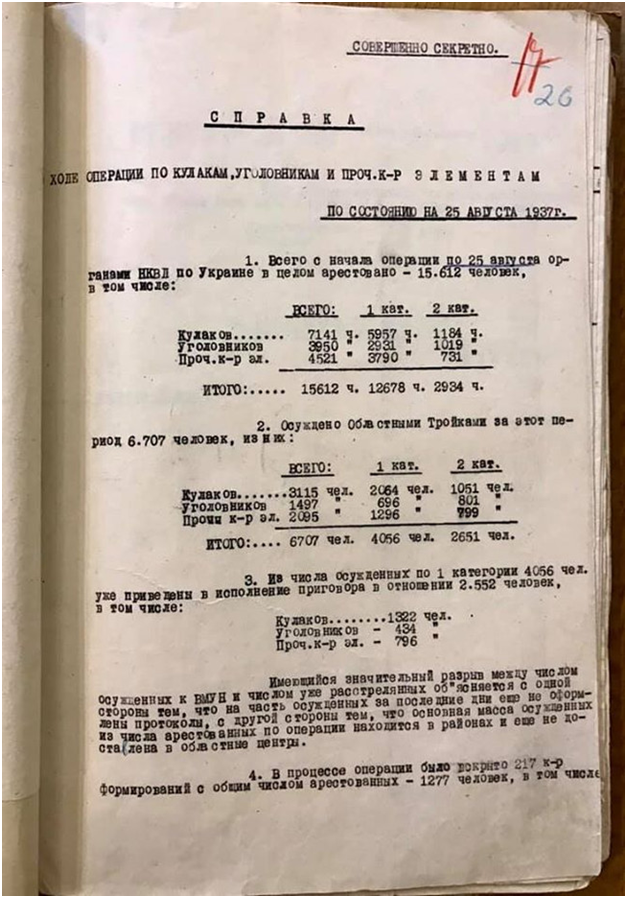 СОВЕРШЕННО СЕКРЕТНО.
17
26
С П Р А В К А
ХОДЕ ОПЕРАЦИИ ПО КУЛАКАМ,УГОЛОВНИКАМ И ПРОЧ.К-Р Э Л Е М Е Н Т А М
ПО СОСТОЯНИЮ НА 25 АВГУСТА 1937г.
1. Всего с начала операции по 25 августа ор-
ганами НКВД по Украине в целом арестовано - 15.612 человек,
в том числе:
ВСЕГО: 1 кат. 2 кат.
Кулаков....... 7141 ч. 5957 ч. 1184 ч.
Уголовников 3950 " 2931 " 1019 "
Проч.к-р эл. 4521 " 3790 " 731 "
ИТОГО:..... 15612 ч. 12678 ч. 2934 ч.
2. Осуждено Областными Тройками за этот пе-
риод 6.707 человек, из них:
ВСЕГО: 1 кат. 2 кат.
Кулаков.......3115 чел. 2064 чел. 1051 чел.
Уголовников 1497 " 696 " 801 "
Прочи к-р эл. 2095 " 1296 " 799 "
ИТОГО:.... 6707 чел. 4056 чел. 2651 чел.
3. Из числа осужденных по 1 категории 4056 чел.
уже приведены в исполнение приговора в отношении 2.552 человек,
в том числе:
Кулаков........1322 чел.
Уголовников - 434 "
Проч.к-р эл. - 796 "
Имеющийся значительный разрыв между числом
осужденных к ВМУН и числом уже расстрелянных об"ясняется с одной
стороны тем, что на часть осужденных за последние дни еще не оформ-
лены протоколы, с другой стороны тем, что основная масса осужденных
из числа арестованных по операции находится в районах и еще не до-
ставлена в областные центры.
4. В процессе операции было вскрыто 217 к-р
формирований с общим числом арестованных - 1277 человек, в том числе